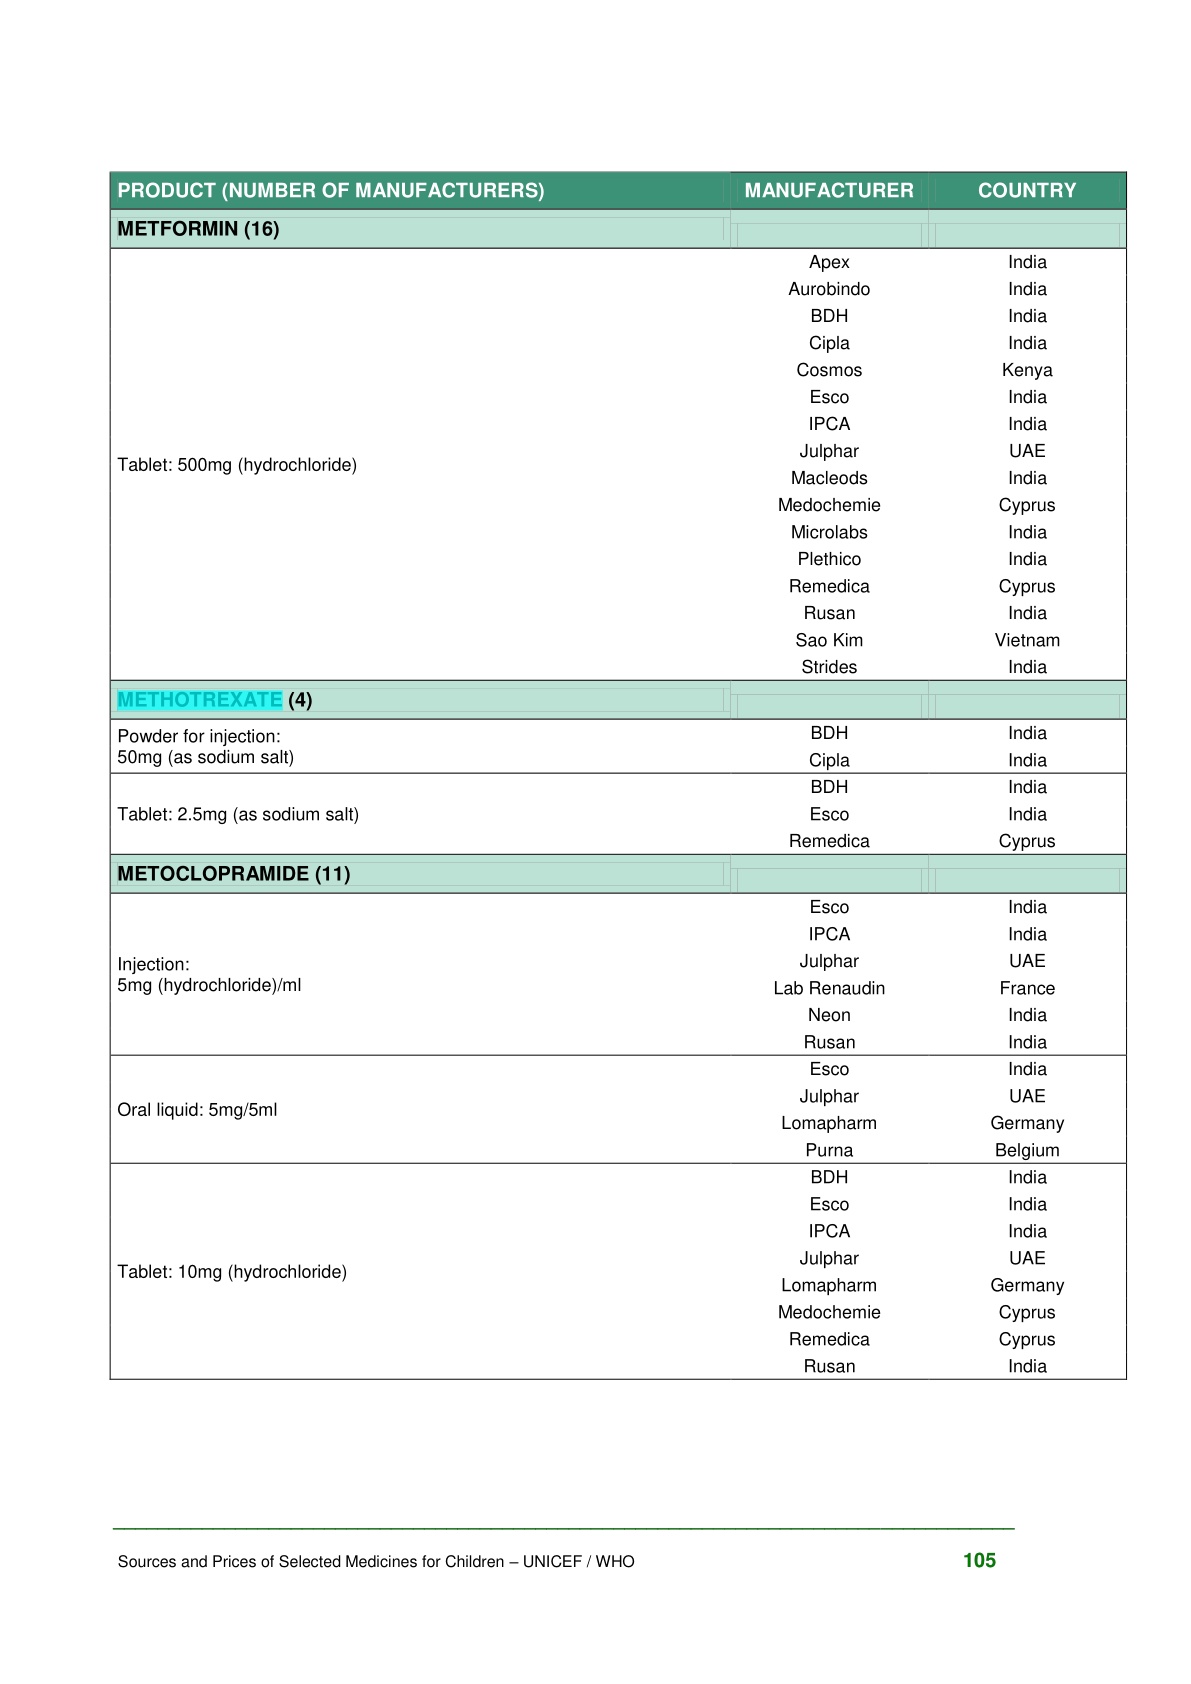 PRODUCT (NUMBER OF MANUFACTURERS) MANUFACTURER COUNTRY
METFORMIN (16)
Apex India
Aurobindo India
BDH India
Cipla India
Cosmos Kenya
Esco India
IPCA India
Julphar UAE
Tablet: 500mg (hydrochloride)
Macleods India
Medochemie Cyprus
Microlabs India
Plethico India
Remedica Cyprus
Rusan India
Sao Kim Vietnam
Strides India
METHOTREXATE (4)
Powder for injection:
50mg (as sodium salt)
BDH India
Cipla India
Tablet: 2.5mg (as sodium salt)
BDH India
Esco India
Remedica Cyprus
METOCLOPRAMIDE (11)
Injection:
5mg (hydrochloride)/ml
Esco India
IPCA India
Julphar UAE
Lab Renaudin France
Neon India
Rusan India
Oral liquid: 5mg/5ml
Esco India
Julphar UAE
Lomapharm Germany
Purna Belgium
Tablet: 10mg (hydrochloride)
BDH India
Esco India
IPCA India
Julphar UAE
Lomapharm Germany
Medochemie Cyprus
Remedica Cyprus
Rusan India
Sources and Prices of Selected Medicines for Children – UNICEF / WHO 105